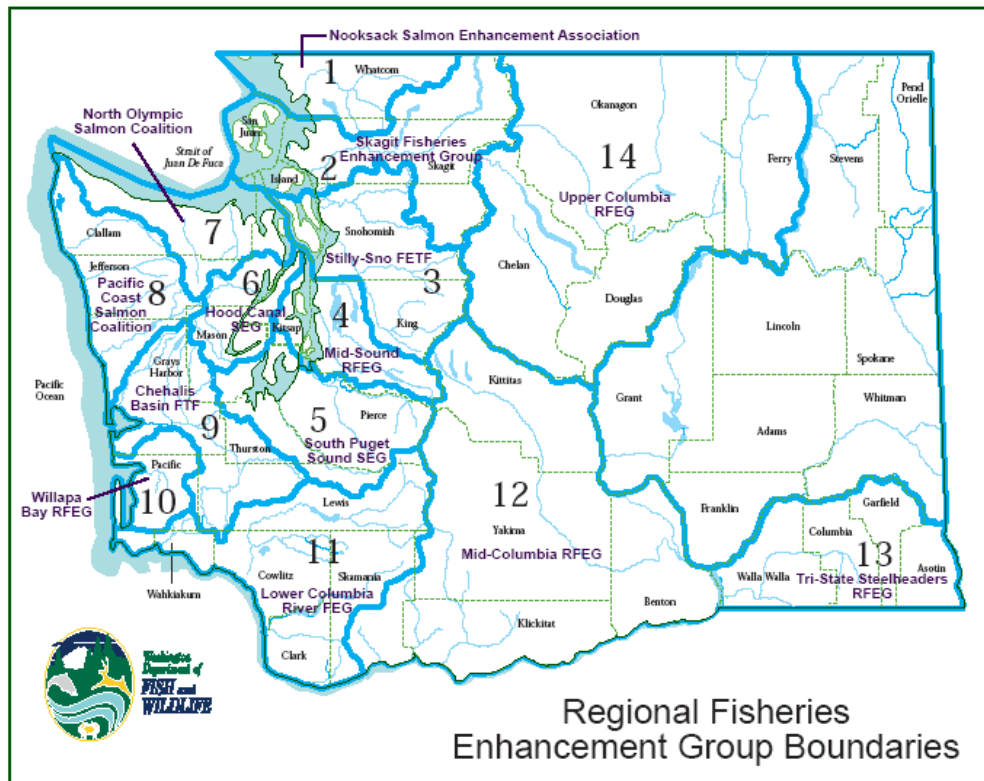 Nooksack Salmon Enhancement Association
1
Whatcom
Pend
Orielle
Okanagon
North Olympic
Salmon Coalition
San
Juan
Strait of
Juan De Fuca
Skagit Fisheries
Enhancement Group
2
Skagit
14
Ferry
Stevens
Island
Upper Columbia
RFEG
7
Snohomish
Clallam
Stilly-Sno FETF
Chelan
Jefferson
6
3
8
Pacific
Coast
Salmon
Coalition
Hood Canal
SEG
4
Douglas
Mason
Kitsap
King
Lincoln
Mid-Sound
RFEG
Grays
Harbor
Spokane
Pacific
Ocean
Kittitas
Chehalis
Basin FTF
Grant
Whitman
9
5
Pierce
Adams
South Puget
Sound SEG
Thurston
Pacific
Willapa
Bay RFEG
10
Lewis
12
Franklin
Garfield
Yakima
Columbia
11
Mid-Columbia RFEG
13
Cowlitz
Skamania
Walla Walla
Asotin
Tri-State Steelheaders
RFEG
Wahkiakum
Lower Columbia
River FEG
Benton
Klickitat
Clark
Washington
Department of
FISH and
WILDLIFE
Regional Fisheries
Enhancement Group Boundaries